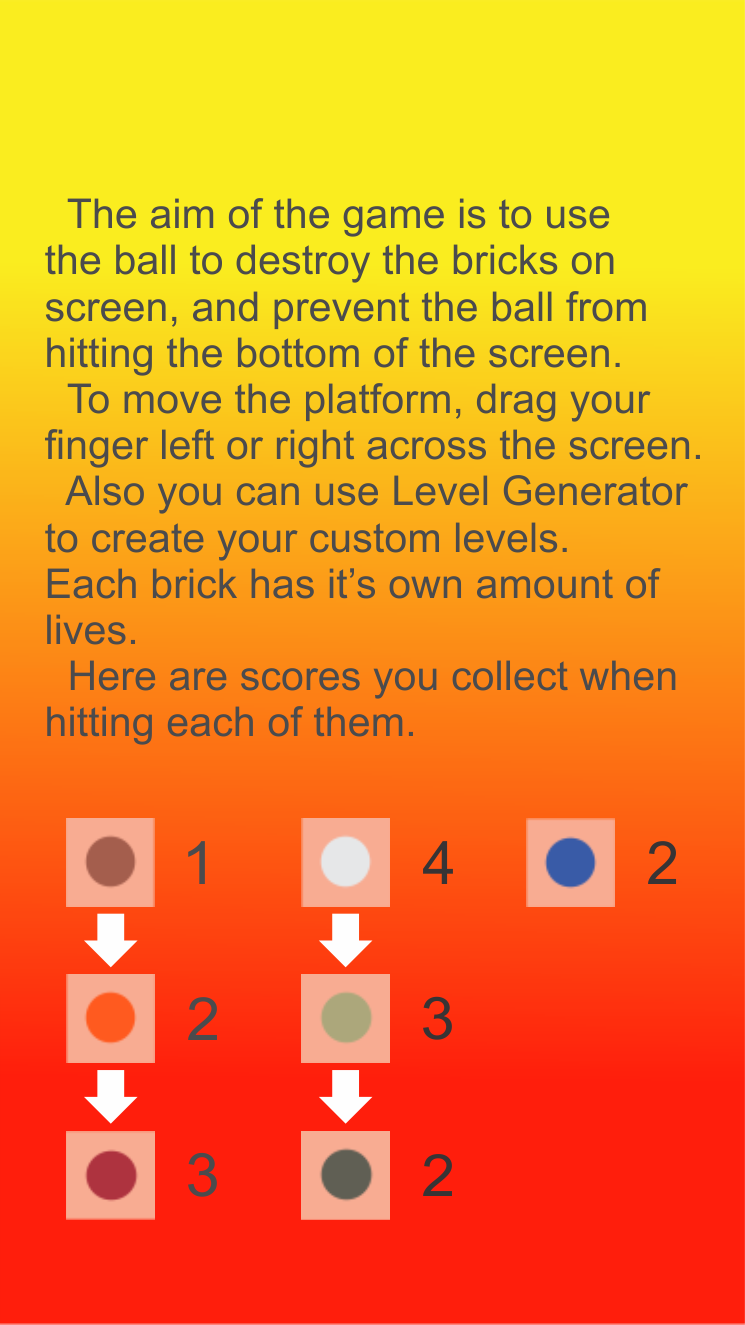 The aim of the game is to use
the ball to destroy the bricks on
screen, and prevent the ball from
hitting the bottom of the screen.
To move the platform, drag your
finger left or right across the screen.
Also you can use Level Generator
to create your custom levels.
Each brick has it’s own amount of
lives.
Here are scores you collect when
hitting each of them.
1 4 2
2 3
3 2